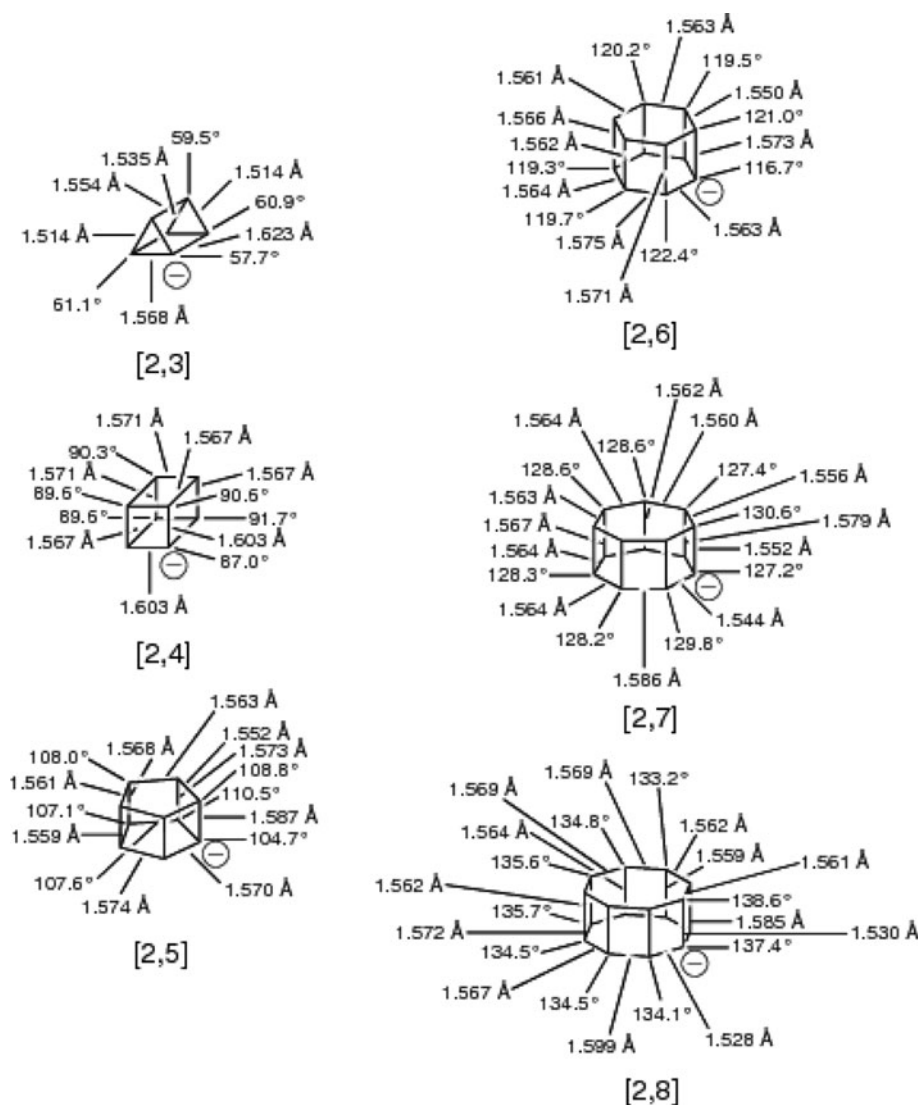 59.5°
1.535 Å
1.554 Å
1.514 Å
60.9°
1.514 Å
1.623 Å
57.7°
61.1°
1.568 Å
[2,3]
1.571 Å
1.567 Å
90.3°
1.571 Å
1.567 Å
89.6°
90.6°
89.6°
91.7°
1.567 Å
1.603 Å
87.0°
1.603 Å
[2,4]
1.563 Å
1.552 Å
1.568 Å
1.573 Å
108.0°
108.8°
1.561 Å
110.5°
107.1°
1.587 Å
1.559 Å
104.7°
107.6°
1.570 Å
1.574 Å
[2,5]
1.563 Å
120.2°
119.5°
1.561 Å
1.550 Å
1.566 Å
121.0°
1.562 Å
1.573 Å
119.3°
116.7°
1.564 Å
119.7°
1.563 Å
1.575 Å
122.4°
1.571 Å
[2,6]
1.562 Å
1.564 Å
1.560 Å
128.6°
128.6°
127.4°
1.556 Å
1.563 Å
130.6°
1.579 Å
1.567 Å
1.552 Å
1.564 Å
127.2°
128.3°
1.564 Å
1.544 Å
128.2°
129.8°
1.586 Å
[2,7]
1.569 Å
133.2°
1.569 Å
134.8°
1.562 Å
1.564 Å
1.559 Å
135.6°
1.561 Å
1.562 Å
138.6°
135.7°
1.585 Å
1.572 Å
1.530 Å
134.5°
137.4°
1.567 Å
134.5°
134.1°
1.528 Å
1.599 Å
[2,8]